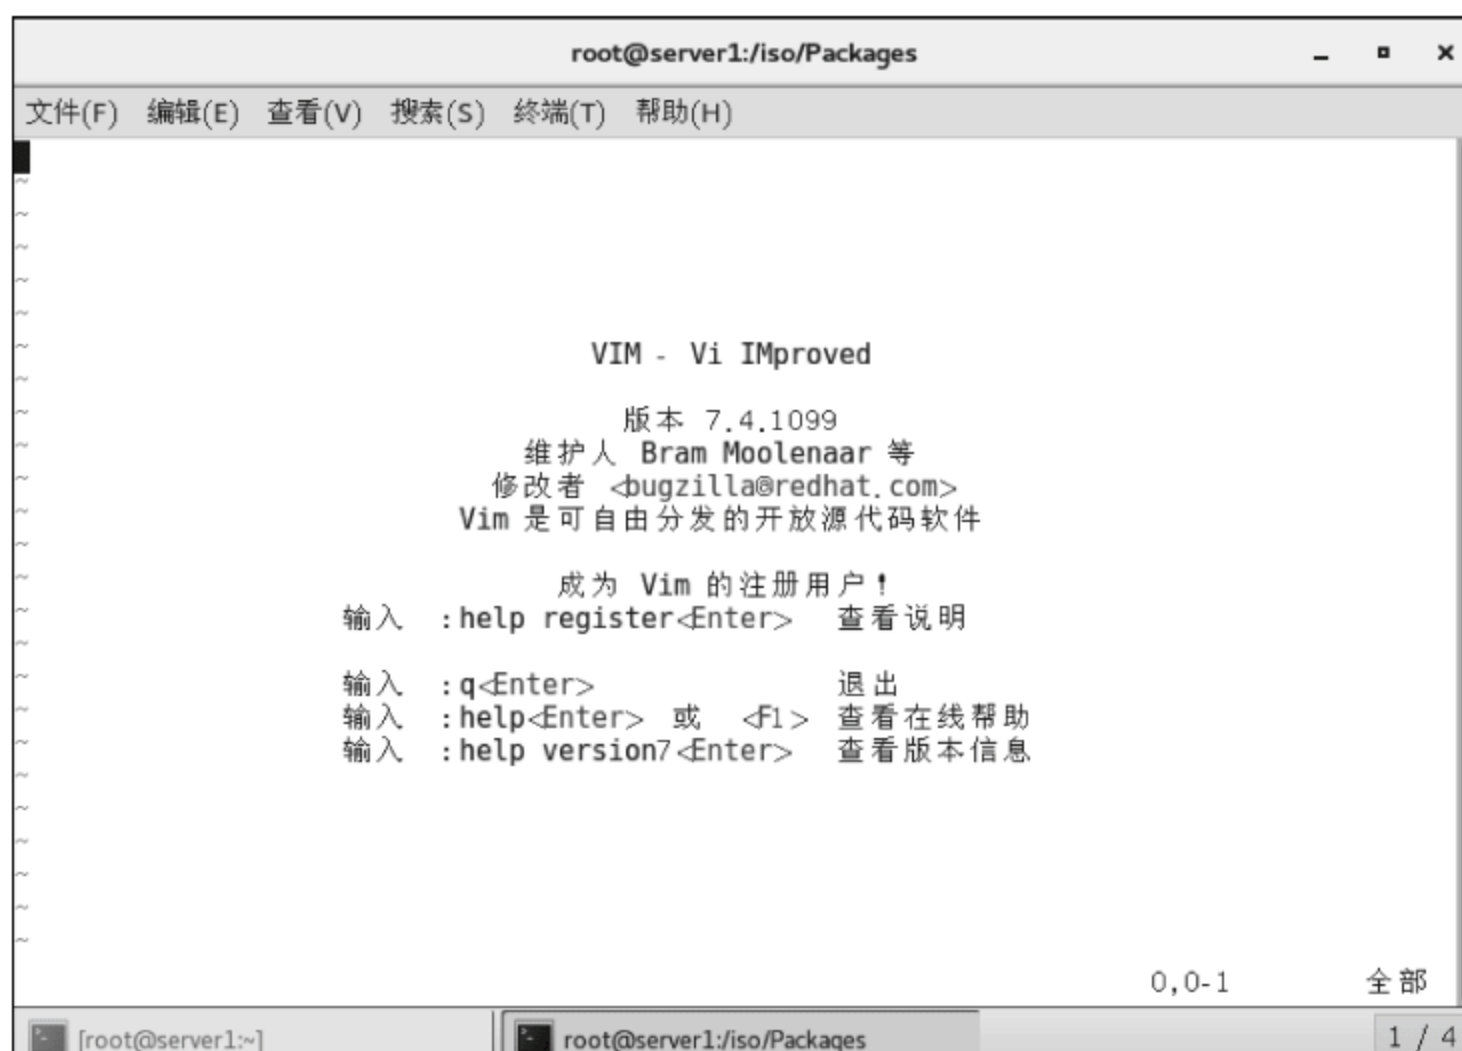 root@server1:/iso/Packages
文件(F) 编辑(E) 查看(V) 搜索(S) 终端(T) 帮助(H)
~
~
~
~
~
~
VIM - Vi IMproved
~
~
版本 7.4.1099
~
维护人 Bram Moolenaar 等
~
修改者 <bugzilla@redhat.com>
~
Vim 是可自由分发的开放源代码软件
~
~
成为 Vim 的注册用户!
~
输入 :help register<Enter> 查看说明
~
~
输入 :q<Enter> 退出
~
输入 :help<Enter> 或 <F1> 查看在线帮助
~
输入 :help version7<Enter> 查看版本信息
~
~
~
~
~
~
0,0-1 全部
[root@server1:~] root@server1:/iso/Packages 1 / 4